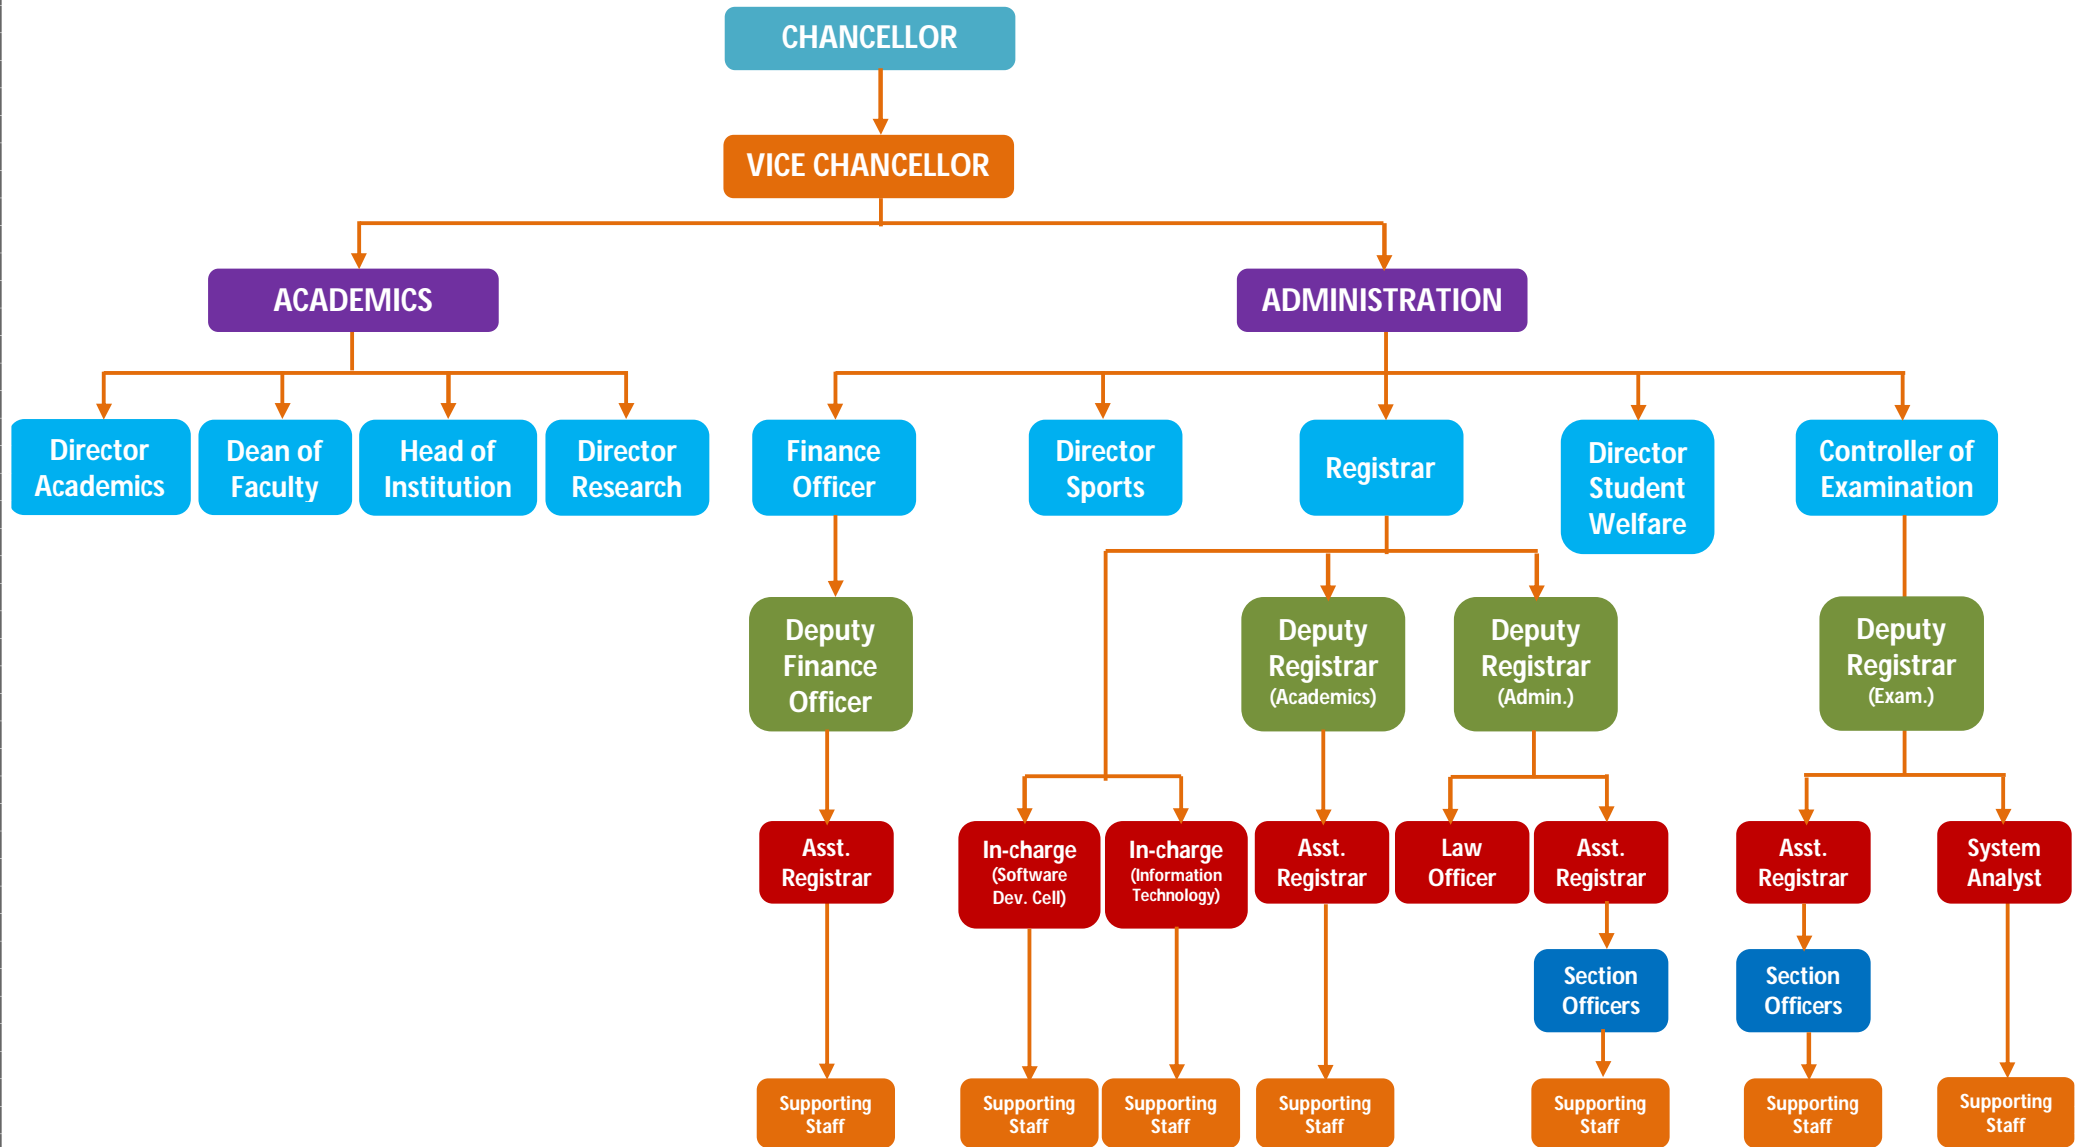 CHANCELLOR
VICE CHANCELLOR
ACADEMICS
ADMINISTRATION
Director
Academics
Dean of
Faculty
Head of
Institution
Director
Research
Finance
Officer
Director
Sports
Registrar
Director
Student
Welfare
Controller of
Examination
Deputy
Finance
Officer
Deputy
Registrar
(Academics)
Deputy
Registrar
(Admin.)
Deputy
Registrar
(Exam.)
Asst.
Registrar
In-charge
(Software
Dev. Cell)
In-charge
(Information
Technology)
Asst.
Registrar
Law
Officer
Asst.
Registrar
Asst.
Registrar
System
Analyst
Section
Officers
Section
Officers
Supporting
Staff
Supporting
Staff
Supporting
Staff
Supporting
Staff
Supporting
Staff
Supporting
Staff
Supporting
Staff